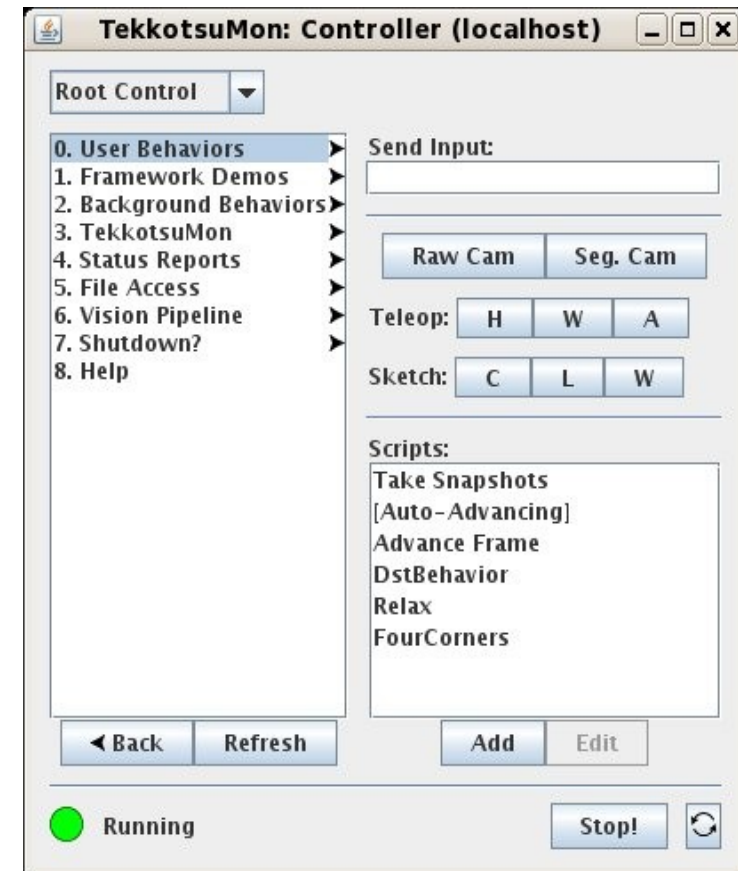 TekkotsuMon: Controller (localhost)
Root Control
0. User Behaviors
1. Framework Demos
2. Background Behaviors
3. TekkotsuMon
4. Status Reports
5. File Access
6. Vision Pipeline
7. Shutdown?
8. Help
Back
Refresh
Send Input:
Raw Cam
Seg. Cam
Teleop: H W A
Sketch: C L W
Scripts:
Take Snapshots
[Auto-Advancing]
Advance Frame
DstBehavior
Relax
FourCorners
Add
Edit
Running
Stop!